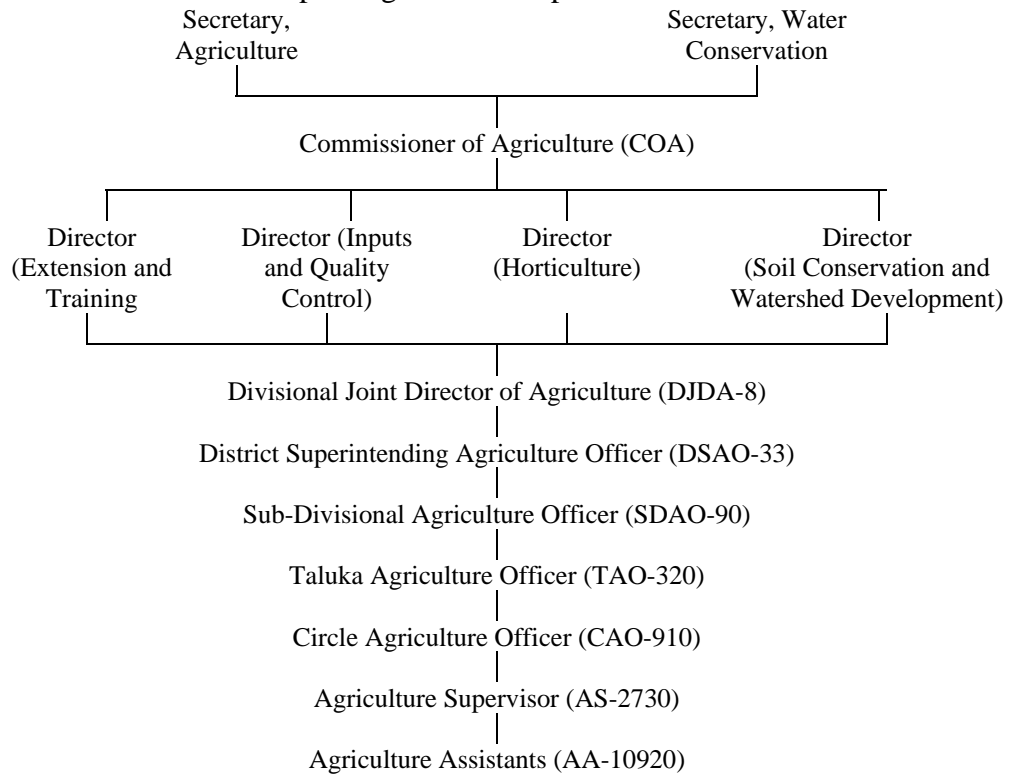 Secretary,
Agriculture
Secretary, Water
Conservation
Commissioner of Agriculture (COA)
Director
(Extension and
Training
Director (Inputs
and Quality
Control)
Director
(Horticulture)
Director
(Soil Conservation and
Watershed Development)
Divisional Joint Director of Agriculture (DJDA-8)
District Superintending Agriculture Officer (DSAO-33)
Sub-Divisional Agriculture Officer (SDAO-90)
Taluka Agriculture Officer (TAO-320)
Circle Agriculture Officer (CAO-910)
Agriculture Supervisor (AS-2730)
Agriculture Assistants (AA-10920)